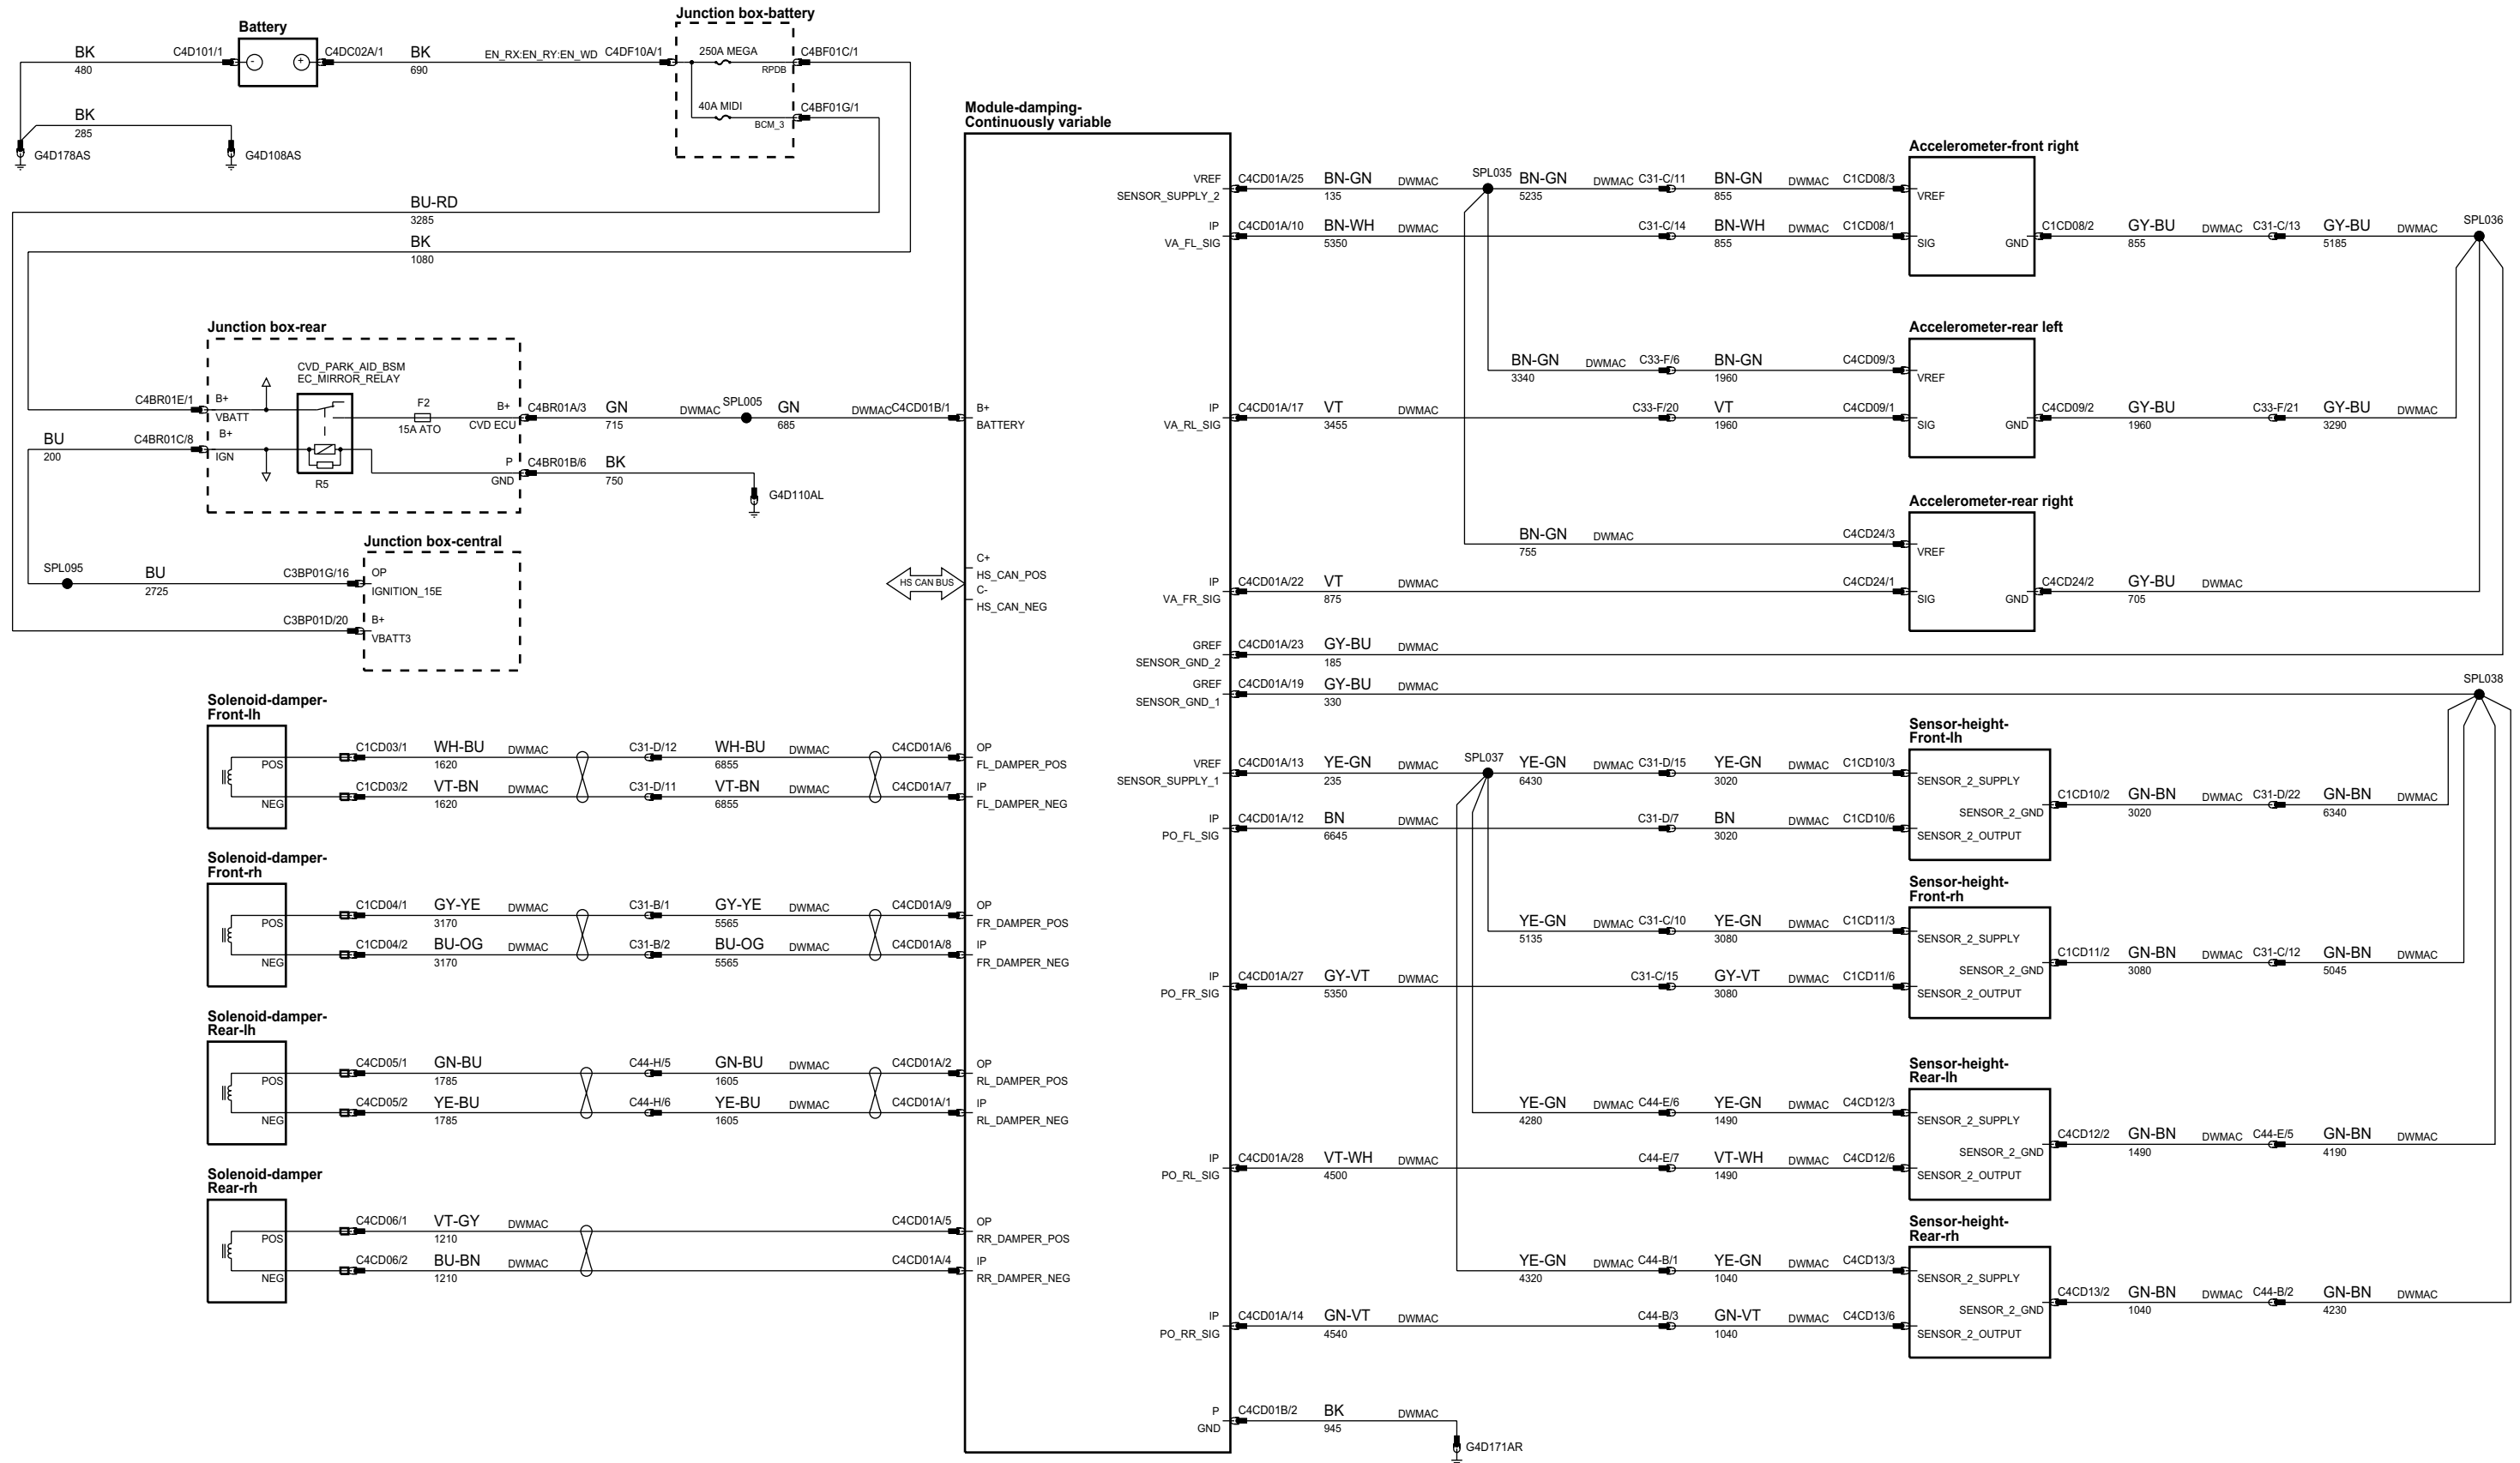 Battery
BK
480
C4D101/1
-
+
C4DC02A/1
BK
690
EN_RX:EN_RY:EN_WD
C4DF10A/1
Junction box-battery
250A MEGA
RPDB
C4BF01C/1
40A MIDI
BCM_3
C4BF01G/1
BK
285
G4D178AS
G4D108AS
BU-RD
3285
BK
1080
Junction box-rear
CVD_PARK_AID_BSM
EC_MIRROR_RELAY
C4BR01E/1
B+
VBATT
F2
15A ATO
B+
CVD ECU
C4BR01A/3
GN
715
DWMAC
SPL005
GN
685
DWMAC
C4CD01B/1
B+
BATTERY
BU
200
C4BR01C/8
B+
IGN
R5
P
GND
C4BR01B/6
BK
750
G4D110AL
Junction box-central
SPL095
BU
2725
C3BP01G/16
OP
IGNITION_15E
C3BP01D/20
B+
VBATT3
HS CAN BUS
C+
HS_CAN_POS
C-
HS_CAN_NEG
Solenoid-damper-
Front-lh
POS
C1CD03/1
WH-BU
1620
DWMAC
C31-D/12
WH-BU
6855
DWMAC
C4CD01A/6
OP
FL_DAMPER_POS
NEG
C1CD03/2
VT-BN
1620
DWMAC
C31-D/11
VT-BN
6855
DWMAC
C4CD01A/7
IP
FL_DAMPER_NEG
Solenoid-damper-
Front-rh
POS
C1CD04/1
GY-YE
3170
DWMAC
C31-B/1
GY-YE
5565
DWMAC
C4CD01A/9
OP
FR_DAMPER_POS
NEG
C1CD04/2
BU-OG
3170
DWMAC
C31-B/2
BU-OG
5565
DWMAC
C4CD01A/8
IP
FR_DAMPER_NEG
Solenoid-damper-
Rear-lh
POS
C4CD05/1
GN-BU
1785
C44-H/5
GN-BU
1605
DWMAC
C4CD01A/2
OP
RL_DAMPER_POS
NEG
C4CD05/2
YE-BU
1785
C44-H/6
YE-BU
1605
DWMAC
C4CD01A/1
IP
RL_DAMPER_NEG
Solenoid-damper
Rear-rh
POS
C4CD06/1
VT-GY
1210
DWMAC
C4CD01A/5
OP
RR_DAMPER_POS
NEG
C4CD06/2
BU-BN
1210
DWMAC
C4CD01A/4
IP
RR_DAMPER_NEG
Module-damping-
Continuously variable
VREF
SENSOR_SUPPLY_2
C4CD01A/25
BN-GN
135
DWMAC
SPL035
BN-GN
5235
DWMAC
C31-C/11
BN-GN
855
DWMAC
C1CD08/3
Accelerometer-front right
VREF
IP
VA_FL_SIG
C4CD01A/10
BN-WH
5350
DWMAC
C31-C/14
BN-WH
855
DWMAC
C1CD08/1
SIG
GND
C1CD08/2
GY-BU
855
DWMAC
C31-C/13
GY-BU
5185
DWMAC
SPL036
Accelerometer-rear left
BN-GN
3340
DWMAC
C33-F/6
BN-GN
1960
C4CD09/3
VREF
IP
VA_RL_SIG
C4CD01A/17
VT
3455
DWMAC
C33-F/20
VT
1960
C4CD09/1
SIG
GND
C4CD09/2
GY-BU
1960
C33-F/21
GY-BU
3290
DWMAC
Accelerometer-rear right
BN-GN
755
DWMAC
C4CD24/3
VREF
IP
VA_FR_SIG
C4CD01A/22
VT
875
DWMAC
C4CD24/1
SIG
GND
C4CD24/2
GY-BU
705
DWMAC
GREF
SENSOR_GND_2
C4CD01A/23
GY-BU
185
DWMAC
GREF
SENSOR_GND_1
C4CD01A/19
GY-BU
330
DWMAC
SPL038
Sensor-height-
Front-lh
VREF
SENSOR_SUPPLY_1
C4CD01A/13
YE-GN
235
DWMAC
SPL037
YE-GN
6430
DWMAC
C31-D/15
YE-GN
3020
DWMAC
C1CD10/3
SENSOR_2_SUPPLY
SENSOR_2_GND
C1CD10/2
GN-BN
3020
DWMAC
C31-D/22
GN-BN
6340
DWMAC
IP
PO_FL_SIG
C4CD01A/12
BN
6645
DWMAC
C31-D/7
BN
3020
DWMAC
C1CD10/6
SENSOR_2_OUTPUT
Sensor-height-
Front-rh
YE-GN
5135
DWMAC
C31-C/10
YE-GN
3080
DWMAC
C1CD11/3
SENSOR_2_SUPPLY
SENSOR_2_GND
C1CD11/2
GN-BN
3080
DWMAC
C31-C/12
GN-BN
5045
DWMAC
IP
PO_FR_SIG
C4CD01A/27
GY-VT
5350
DWMAC
C31-C/15
GY-VT
3080
DWMAC
C1CD11/6
SENSOR_2_OUTPUT
Sensor-height-
Rear-lh
YE-GN
4280
DWMAC
C44-E/6
YE-GN
1490
DWMAC
C4CD12/3
SENSOR_2_SUPPLY
SENSOR_2_GND
C4CD12/2
GN-BN
1490
DWMAC
C44-E/5
GN-BN
4190
DWMAC
IP
PO_RL_SIG
C4CD01A/28
VT-WH
4500
DWMAC
C44-E/7
VT-WH
1490
DWMAC
C4CD12/6
SENSOR_2_OUTPUT
Sensor-height-
Rear-rh
YE-GN
4320
DWMAC
C44-B/1
YE-GN
1040
DWMAC
C4CD13/3
SENSOR_2_SUPPLY
SENSOR_2_GND
C4CD13/2
GN-BN
1040
DWMAC
C44-B/2
GN-BN
4230
DWMAC
IP
PO_RR_SIG
C4CD01A/14
GN-VT
4540
DWMAC
C44-B/3
GN-VT
1040
DWMAC
C4CD13/6
SENSOR_2_OUTPUT
P
GND
C4CD01B/2
BK
945
DWMAC
G4D171AR